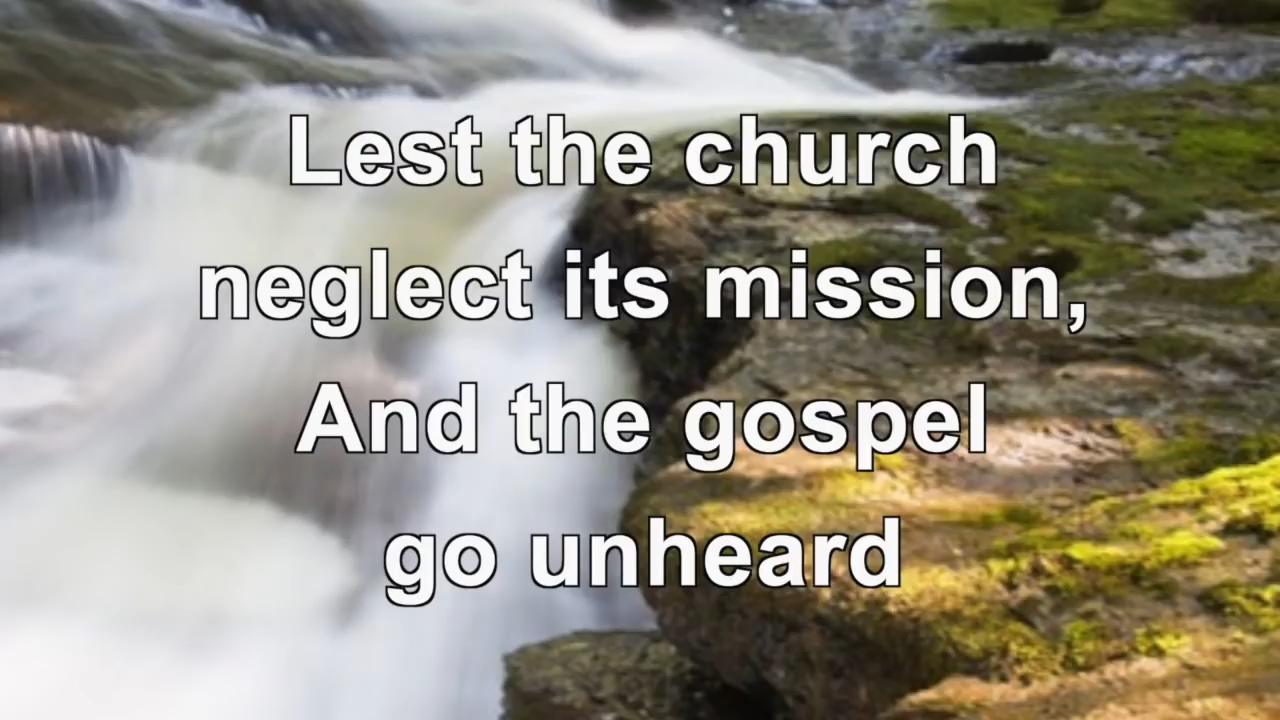 Lest the church
neglect its mission,
And the gospel
go unheard